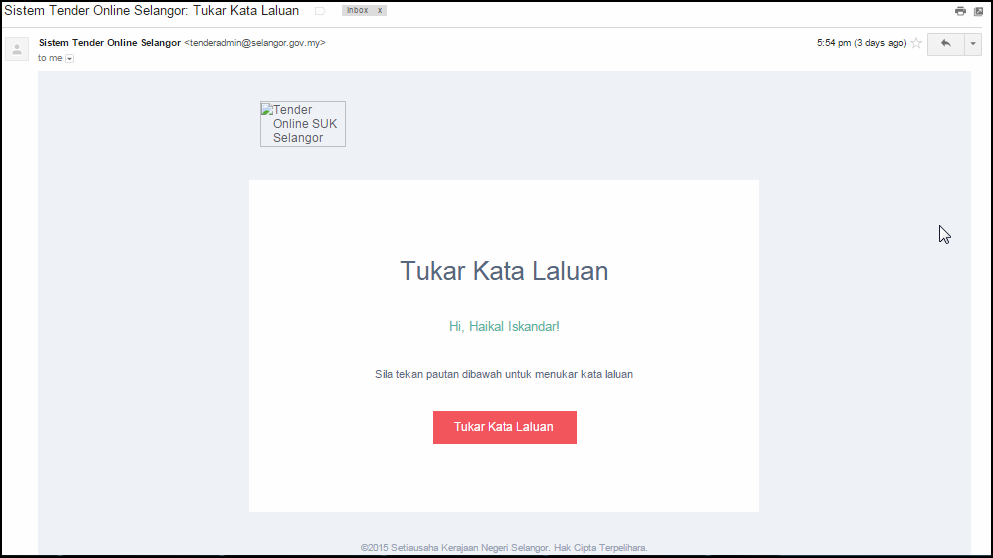 Sistem Tender Online Selangor: Tukar Kata Laluan
Inbox x
Sistem Tender Online Selangor <tenderadmin@selangor.gov.my>
5:54 pm (3 days ago)
to me
Tender
Online SUK
Selangor
Tukar Kata Laluan
Hi, Haikal Iskandar!
Sila tekan pautan dibawah untuk menukar kata laluan
Tukar Kata Laluan
©2015 Setiausaha Kerajaan Negeri Selangor. Hak Cipta Terpelihara.